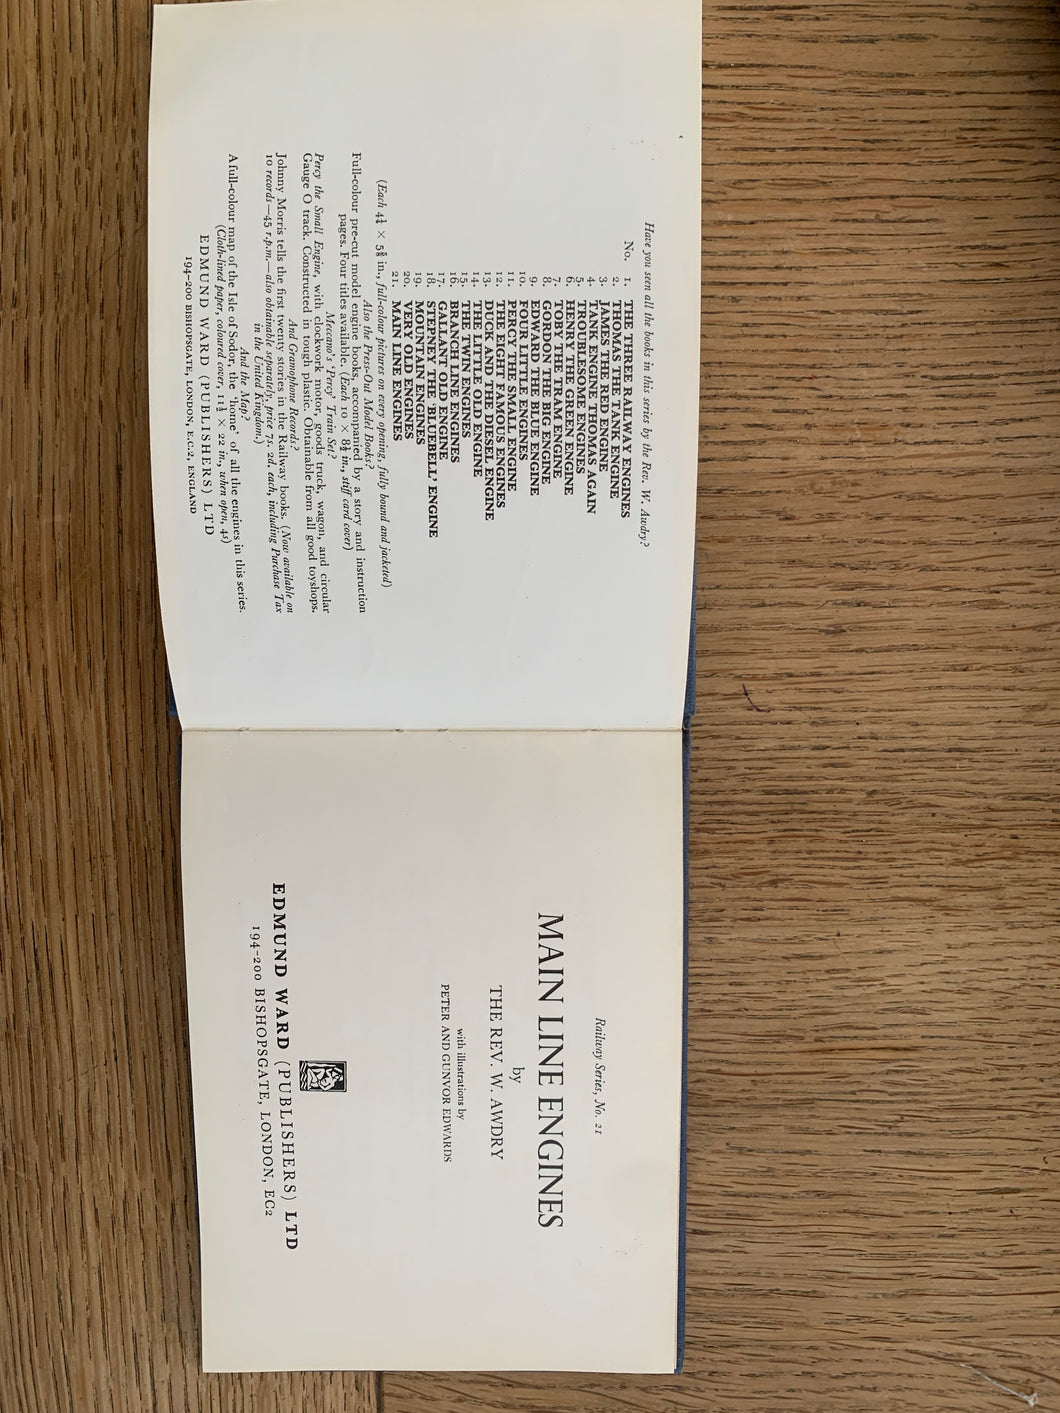 Have you seen all the books in this series by the Rev. W. Awdry?
No. 1. THE THREE RAILWAY ENGINES
2. THOMAS THE TANK ENGINE
3. JAMES THE RED ENGINE
4. TANK ENGINE THOMAS AGAIN
5. TROUBLESOME ENGINES
6. HENRY THE GREEN ENGINE
7. TOBY THE TRAM ENGINE
8. GORDON THE BIG ENGINE
9. EDWARD THE BLUE ENGINE
10. FOUR LITTLE ENGINES
11. PERCY THE SMALL ENGINE
12. THE EIGHT FAMOUS ENGINES
13. DUCK AND THE DIESEL ENGINE
14. THE LITTLE OLD ENGINE
15. THE TWIN ENGINES
16. BRANCH LINE ENGINES
17. GALLANT OLD ENGINE
18. STEPNEY THE 'BLUEBELL' ENGINE
19. MOUNTAIN ENGINES
20. VERY OLD ENGINES
21. MAIN LINE ENGINES
(Each 4¼ × 5⅝ in., full-colour pictures on every opening, fully bound and jacketed)
Also the Press-Out Model Books?
Full-colour pre-cut model engine books, accompanied by a story and instruction
pages. Four titles available. (Each 10 × 8½ in., stiff card cover)
Meccano's 'Percy' Train Set?
Percy the Small Engine, with clockwork motor, goods truck, wagon, and circular
Gauge O track. Constructed in tough plastic. Obtainable from all good toyshops.
And Gramophone Records?
Johnny Morris tells the first twenty stories in the Railway books. (Now available on
10 records—45 r.p.m.—also obtainable separately, price 7s. 2d. each, including Purchase Tax
in the United Kingdom.)
And the Map?
A full-colour map of the Isle of Sodor, the 'home' of all the engines in this series.
(Cloth-lined paper, coloured cover, 11½ × 22 in., when open, 4s)
EDMUND WARD (PUBLISHERS) LTD
194-200 BISHOPSGATE, LONDON, E.C.2, ENGLAND
Railway Series, No. 21
MAIN LINE ENGINES
by
THE REV. W. AWDRY
with illustrations by
PETER AND GUNVOR EDWARDS
EDMUND WARD (PUBLISHERS) LTD
194-200 BISHOPSGATE, LONDON, EC2